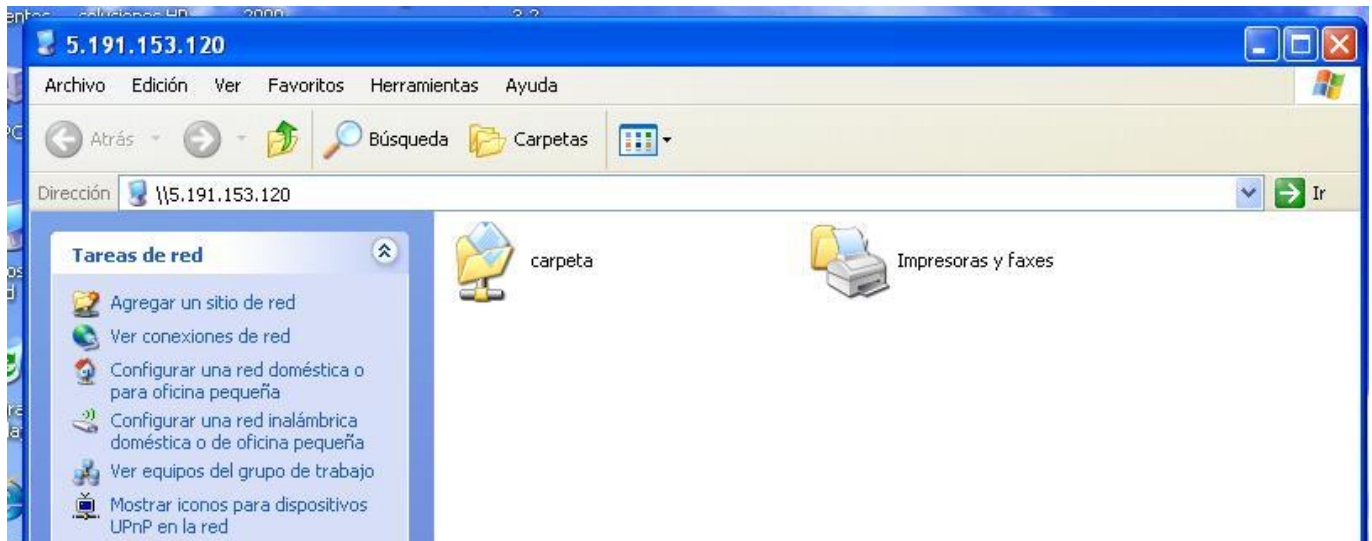 soluciones HD 2000
5.191.153.120
Archivo Edición Ver Favoritos Herramientas Ayuda
Atrás Búsqueda Carpetas
Dirección \\5.191.153.120 Ir
Tareas de red
carpeta
Impresoras y faxes
Agregar un sitio de red
Ver conexiones de red
Configurar una red doméstica o
para oficina pequeña
Configurar una red inalámbrica
doméstica o de oficina pequeña
Ver equipos del grupo de trabajo
Mostrar iconos para dispositivos
UPnP en la red